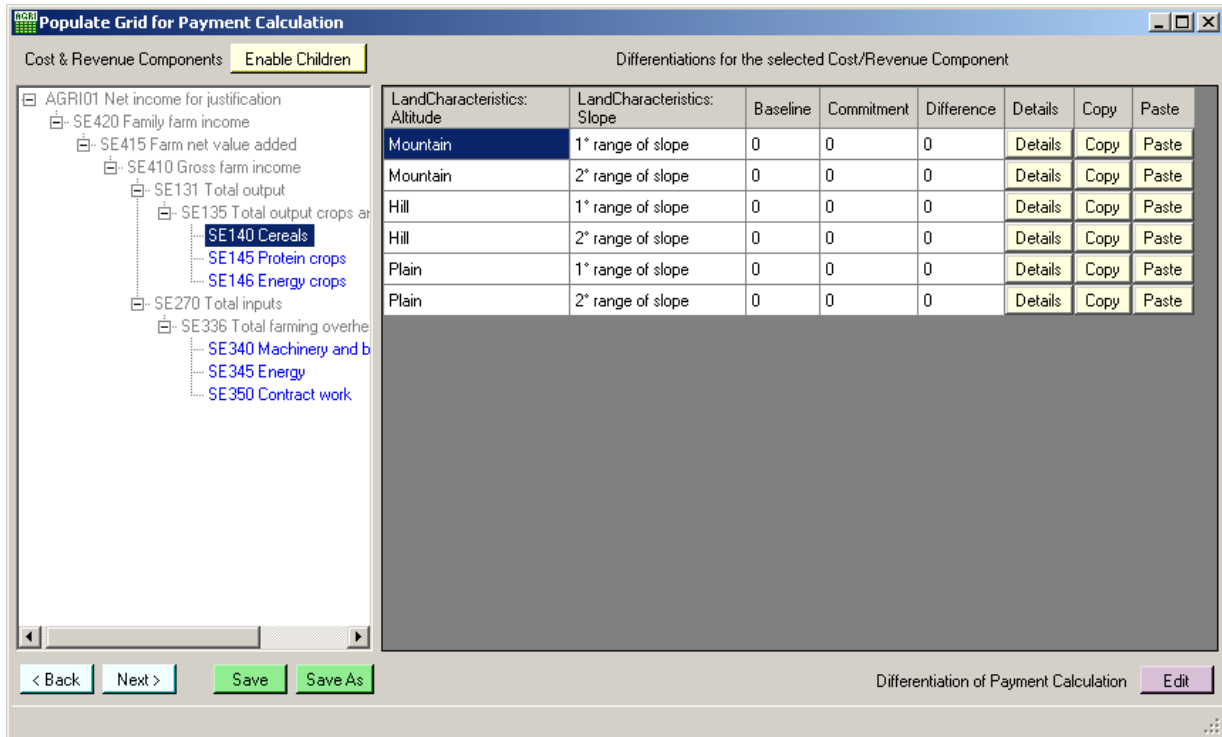 AGRI
Populate Grid for Payment Calculation
Cost & Revenue Components Enable Children Differentiations for the selected Cost/Revenue Component
AGRI01 Net income for justification
SE420 Family farm income
SE415 Farm net value added
SE410 Gross farm income
SE131 Total output
SE135 Total output crops ar
SE140 Cereals
SE145 Protein crops
SE146 Energy crops
SE270 Total inputs
SE336 Total farming overhe
SE340 Machinery and b
SE345 Energy
SE350 Contract work
LandCharacteristics: Altitude LandCharacteristics: Slope Baseline Commitment Difference Details Copy Paste
Mountain 1° range of slope 0 0 0 Details Copy Paste
Mountain 2° range of slope 0 0 0 Details Copy Paste
Hill 1° range of slope 0 0 0 Details Copy Paste
Hill 2° range of slope 0 0 0 Details Copy Paste
Plain 1° range of slope 0 0 0 Details Copy Paste
Plain 2° range of slope 0 0 0 Details Copy Paste
< Back Next > Save Save As Differentiation of Payment Calculation Edit